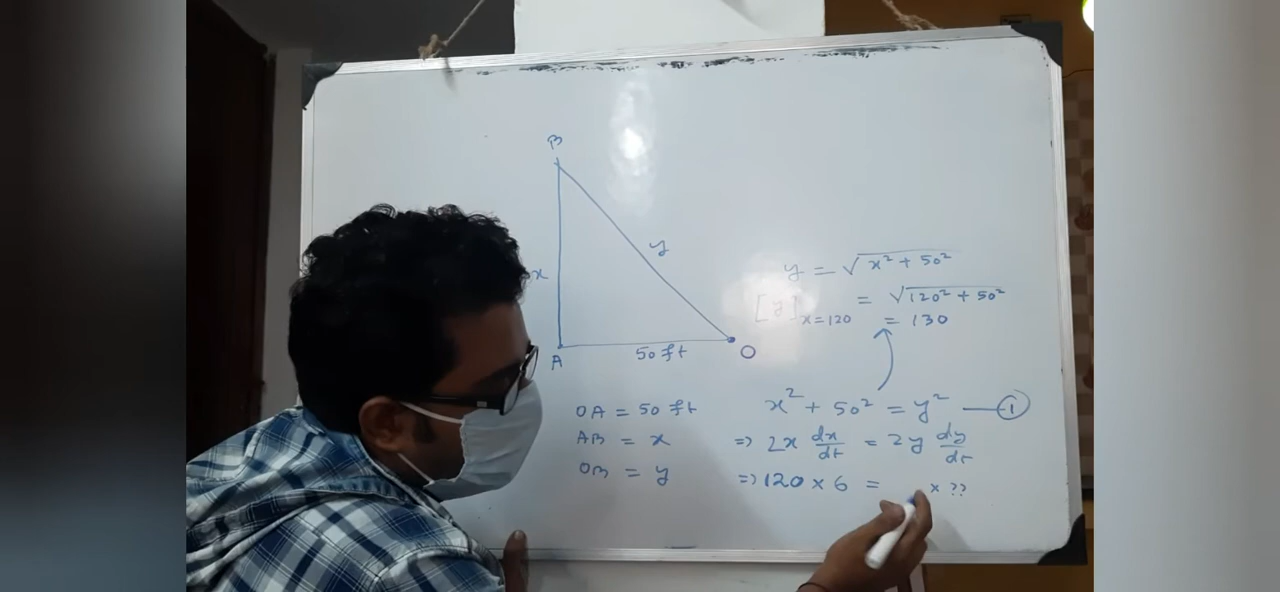 B
y
x
A
50 ft
O
y = √x² + 50²
[y] x=120 = √120² + 50²
= 130
OA = 50 ft
AB = x
OB = y
x² + 50² = y² —①
=> 2x dx/dt = 2y dy/dt
=> 120 × 6 = × ??